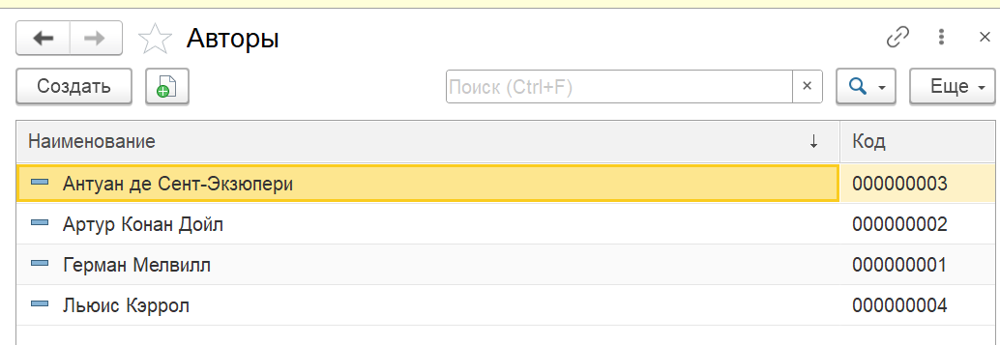 Авторы
Создать
Поиск (Ctrl+F)
Еще
Наименование
Код
Антуан де Сент-Экзюпери
000000003
Артур Конан Дойл
000000002
Герман Мелвилл
000000001
Льюис Кэррол
000000004